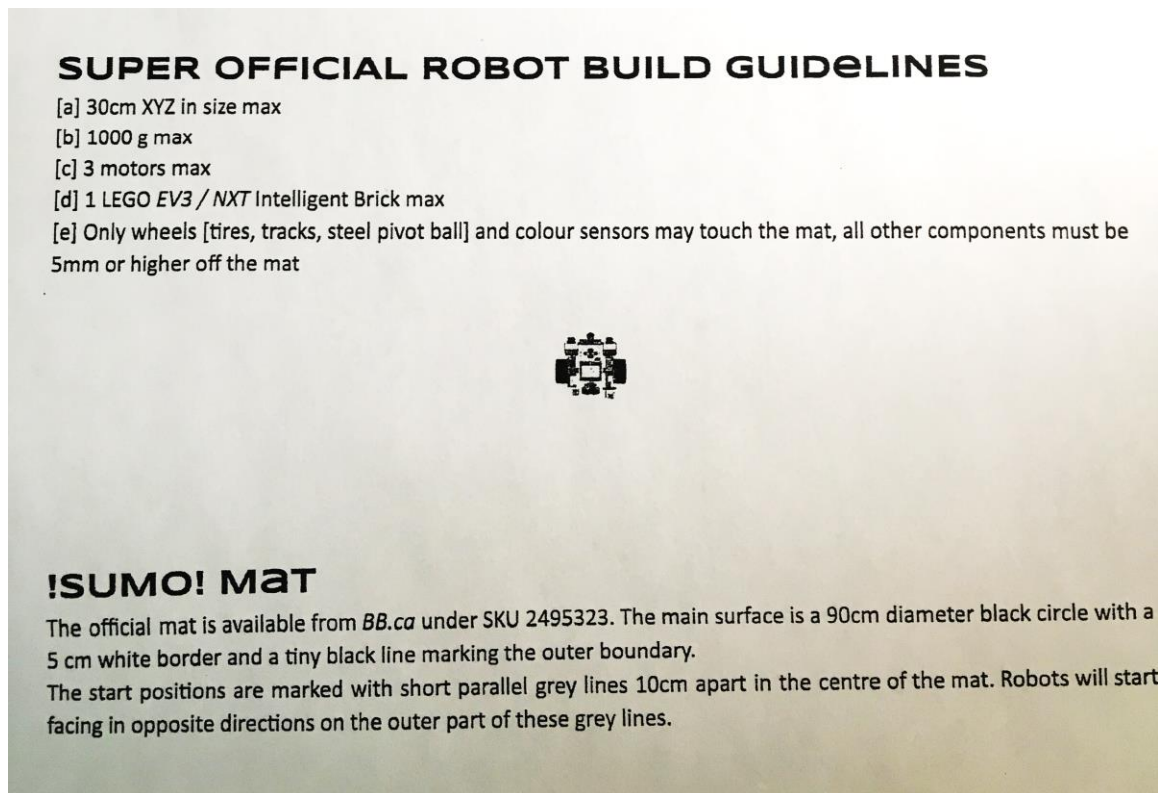 SUPER OFFICIAL ROBOT BUILD GUIDeLINES
[a] 30cm XYZ in size max
[b] 1000 g max
[c] 3 motors max
[d] 1 LEGO EV3 / NXT Intelligent Brick max
[e] Only wheels [tires, tracks, steel pivot ball] and colour sensors may touch the mat, all other components must be
5mm or higher off the mat
!SUMO! MaT
The official mat is available from BB.ca under SKU 2495323. The main surface is a 90cm diameter black circle with a
5 cm white border and a tiny black line marking the outer boundary.
The start positions are marked with short parallel grey lines 10cm apart in the centre of the mat. Robots will start
facing in opposite directions on the outer part of these grey lines.